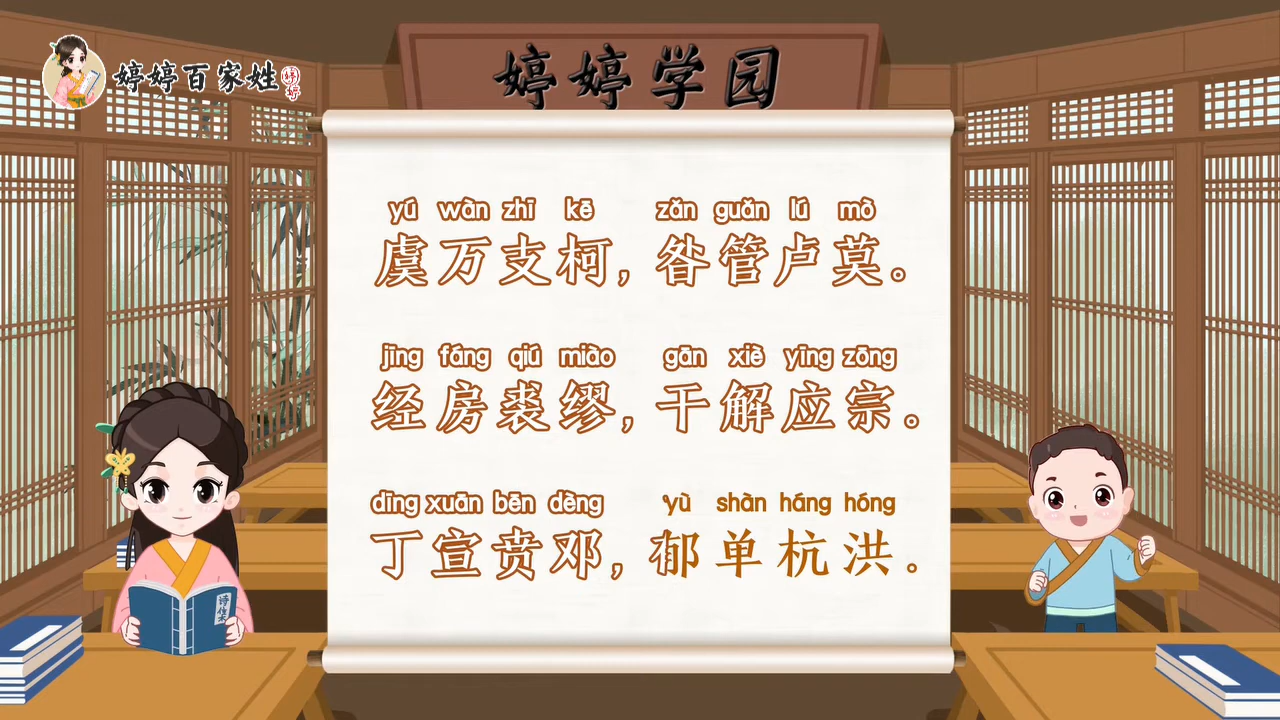 婷婷百家姓
婷婷
婷婷学园
yú wàn zhī kē zǎn guǎn lú mò
虞万支柯，昝管卢莫。
jīng fáng qiú miào gān xiè yīng zōng
经房裘缪，干解应宗。
dīng xuān bēn dèng yù shàn háng hóng
丁宣贲邓，郁单杭洪。